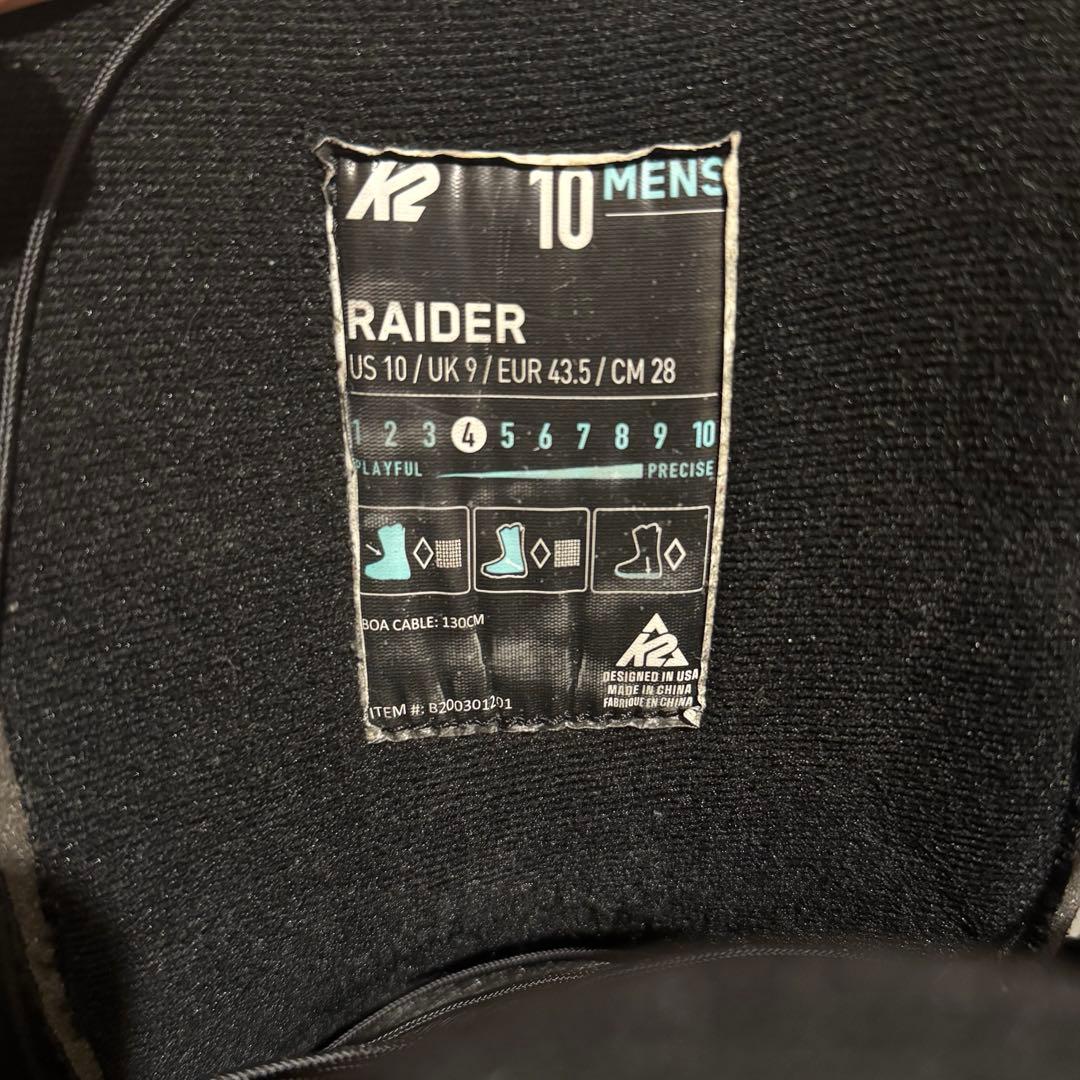 K2 10 MENS
RAIDER
US 10 / UK 9 / EUR 43.5 / CM 28
1 2 3 4 5 6 7 8 9 10
PLAYFUL PRECISE
BOA CABLE: 130CM
K2
DESIGNED IN USA
MADE IN CHINA
FABRIQUE EN CHINA
ITEM #: B200301201